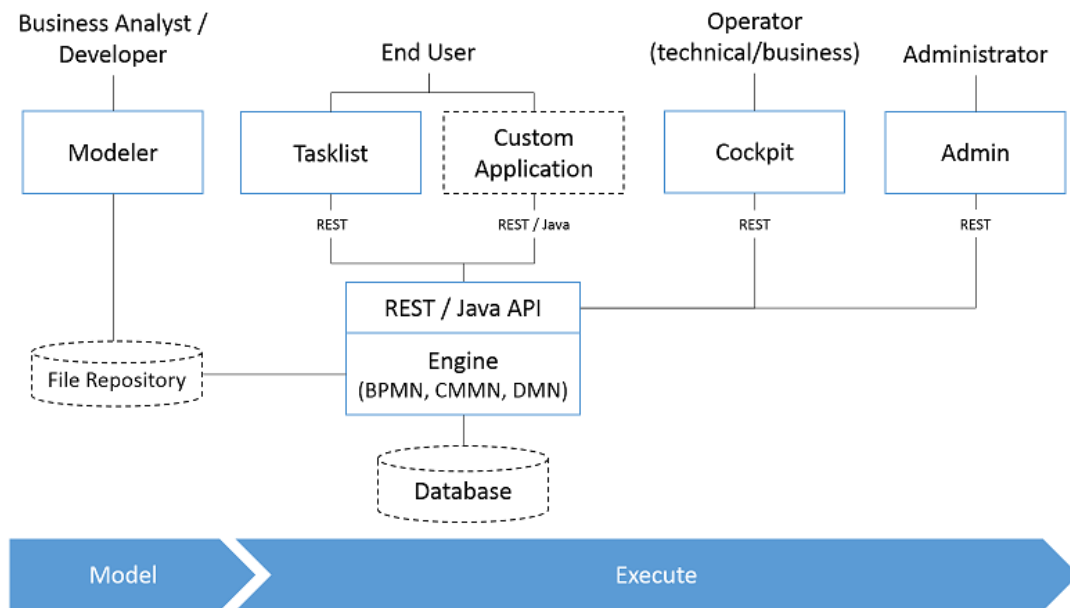 Business Analyst /
Developer
End User
Operator
(technical/business)
Administrator
Modeler
Tasklist
Custom
Application
Cockpit
Admin
REST
REST / Java
REST
REST
REST / Java API
Engine
(BPMN, CMMN, DMN)
File Repository
Database
Model
Execute